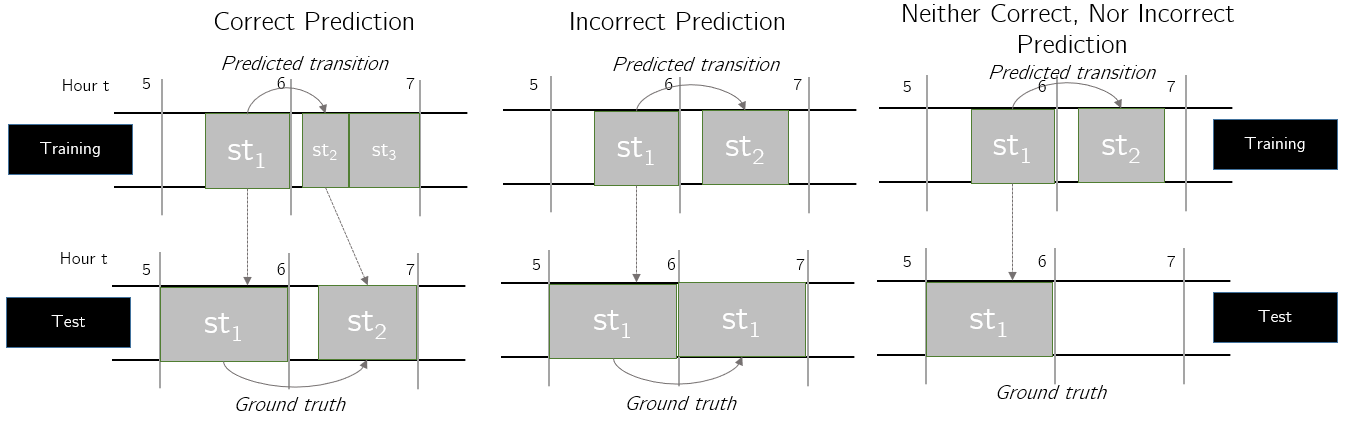 Correct Prediction
Predicted transition
Hour t 5 6 7
Training
st1 st2 st3
Hour t 5 6 7
Test
st1 st2
Ground truth
Incorrect Prediction
Predicted transition
5 6 7
st1 st2
5 6 7
st1 st1
Ground truth
Neither Correct, Nor Incorrect
Prediction
Predicted transition
5 6 7
st1 st2
Training
5 6 7
st1
Test
Ground truth